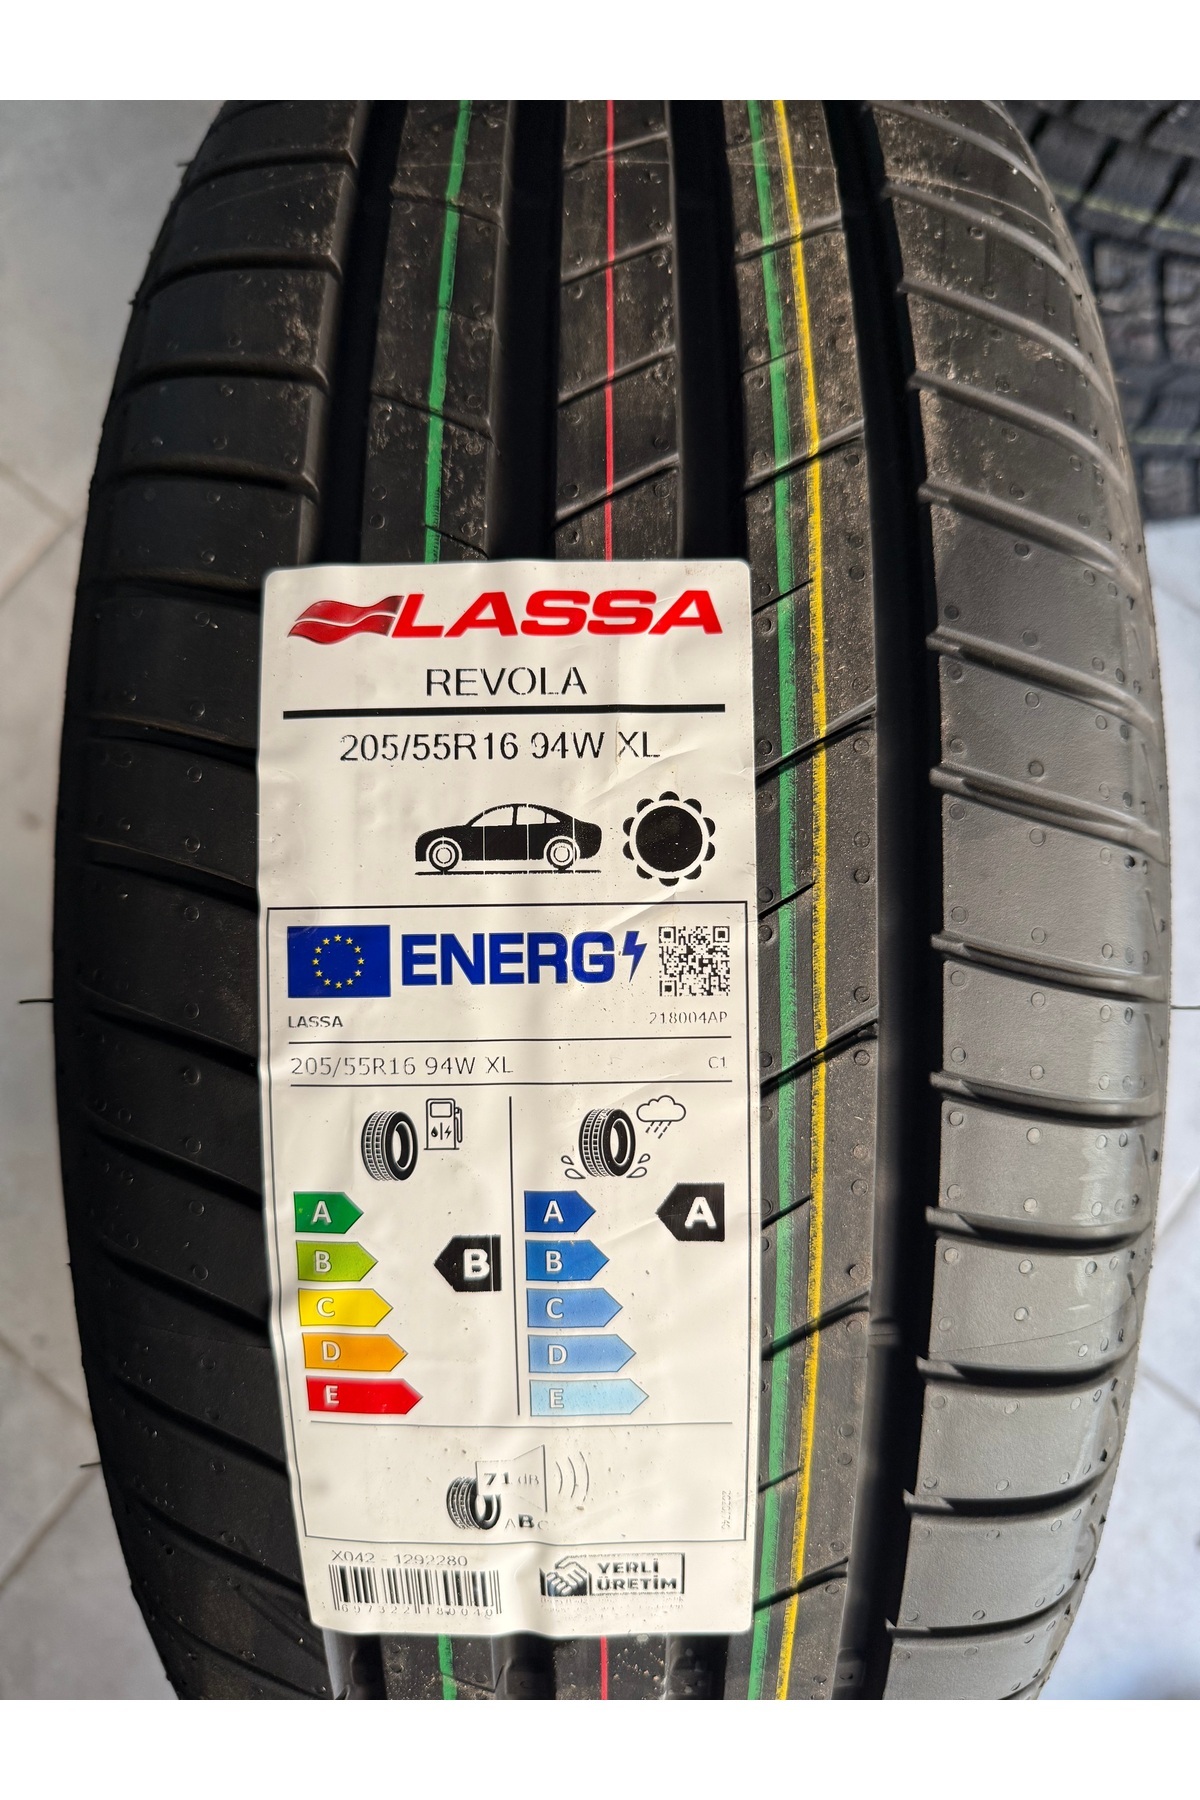 LASSA
REVOLA
205/55R16 94W XL
ENERG
LASSA 218004AP
205/55R16 94W XL C1
A A
B B
C
D
E
A A
B
C
D
E
71 dB
ABC
X042 - 1292280
YERLİ
ÜRETİM